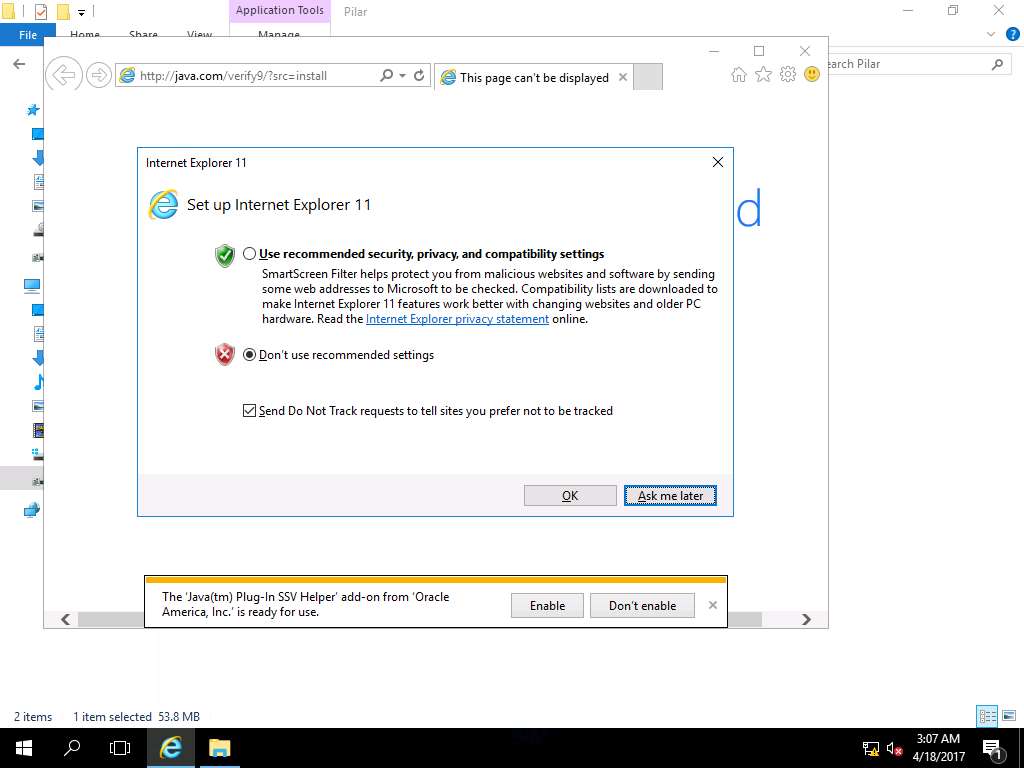 Application Tools
Pilar
File
Home
Share
View
Manage
earch Pilar
http://java.com/verify9/?src=install
This page can't be displayed
Internet Explorer 11
Set up Internet Explorer 11
d
Use recommended security, privacy, and compatibility settings
SmartScreen Filter helps protect you from malicious websites and software by sending
some web addresses to Microsoft to be checked. Compatibility lists are downloaded to
make Internet Explorer 11 features work better with changing websites and older PC
hardware. Read the Internet Explorer privacy statement online.
Don't use recommended settings
Send Do Not Track requests to tell sites you prefer not to be tracked
OK
Ask me later
The 'Java(tm) Plug-In SSV Helper' add-on from 'Oracle
America, Inc.' is ready for use.
Enable
Don't enable
2 items
1 item selected 53.8 MB
3:07 AM
4/18/2017
1